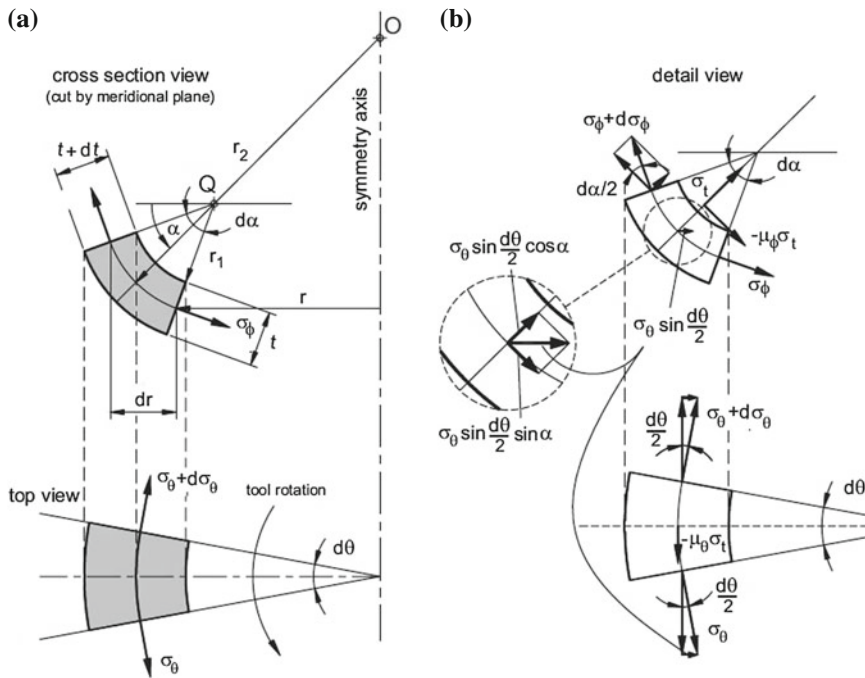 (a)
O
cross section view
(cut by meridional plane)
symmetry axis
t + dt
r₂
Q
dα
α
r₁
r
σϕ
t
dr
top view
σθ+dσθ
tool rotation
dθ
σθ
(b)
detail view
σϕ+dσϕ
dα
dα/2
σt
-μϕσt
σθ sin dθ/2 cosα
σϕ
σθ sin dθ/2
σθ sin dθ/2 sinα
dθ/2
σθ+dσθ
dθ
-μθσt
dθ/2
σθ